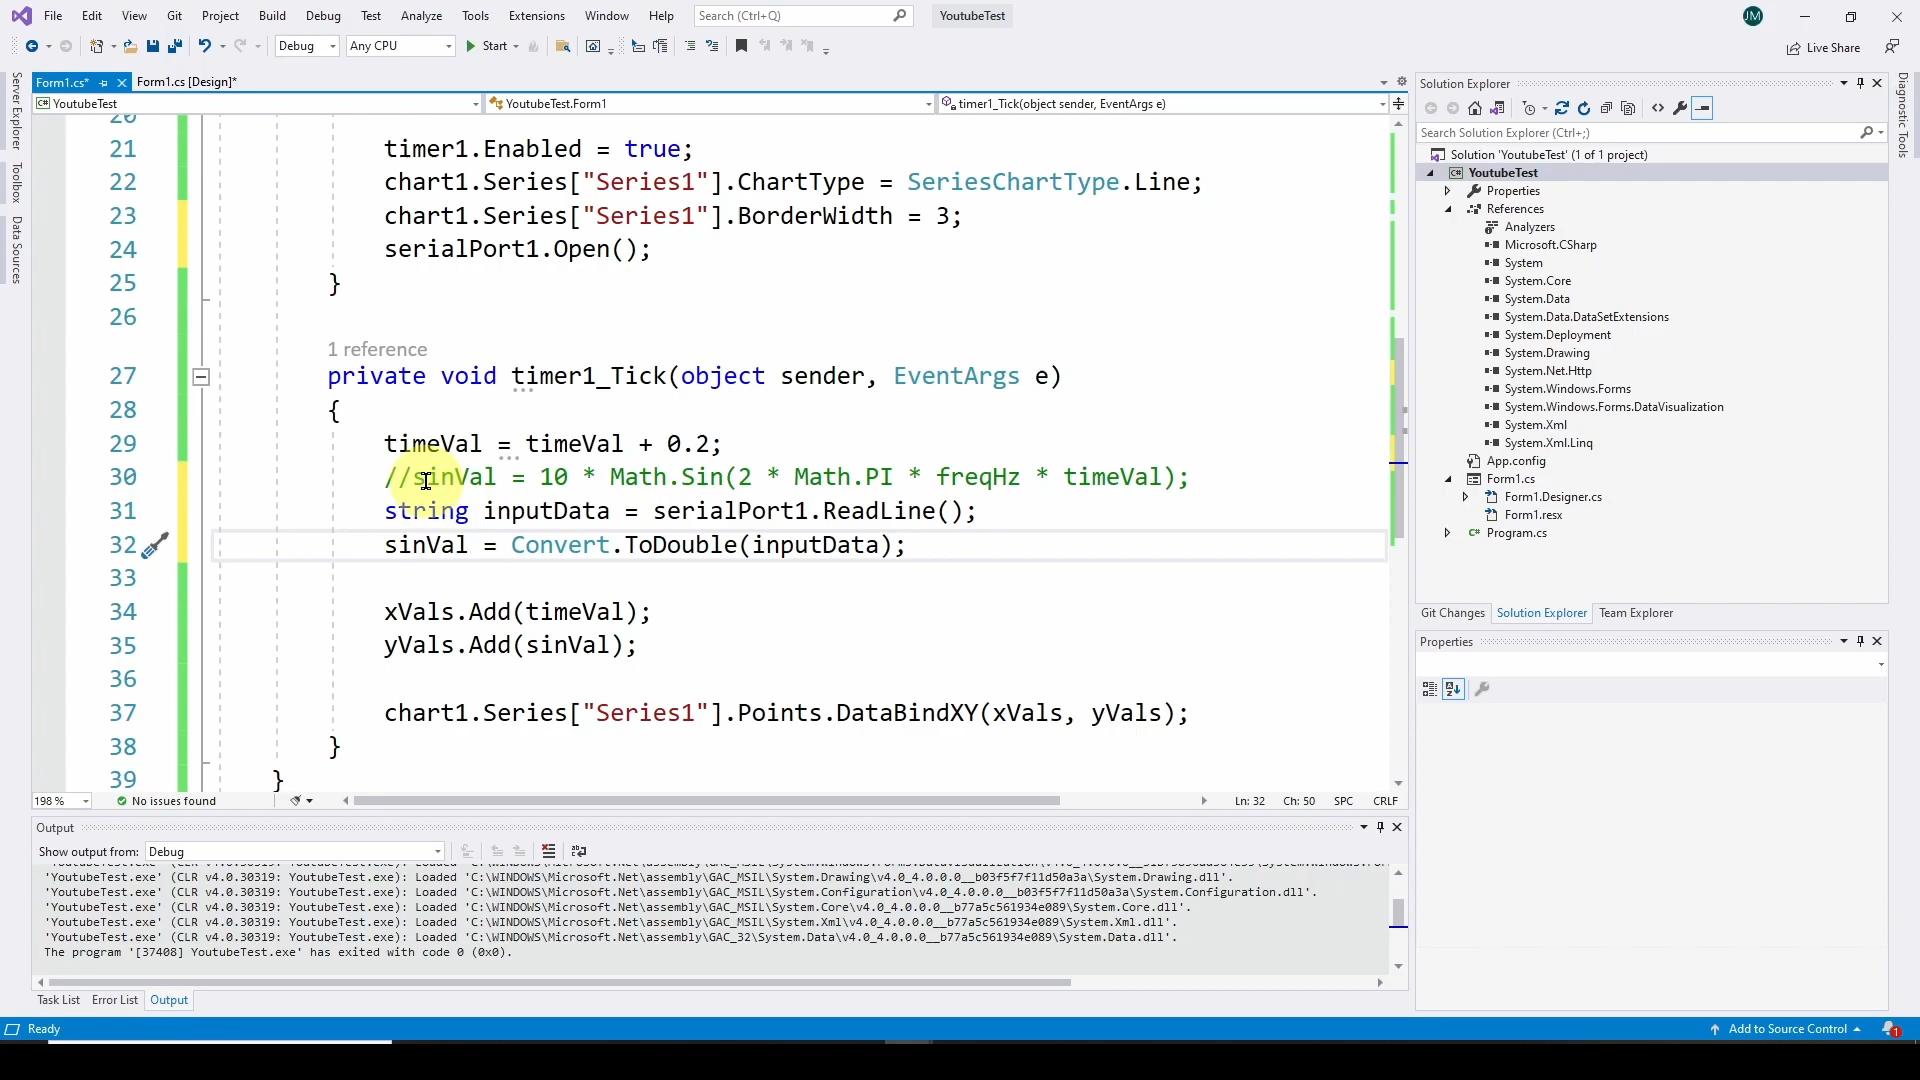 File Edit View Git Project Build Debug Test Analyze Tools Extensions Window Help Search (Ctrl+Q) YoutubeTest JM
Debug Any CPU Start Live Share
Form1.cs* Form1.cs [Design]*
YoutubeTest YoutubeTest.Form1 timer1_Tick(object sender, EventArgs e)
Server Explorer
Toolbox
Data Sources
20
21 timer1.Enabled = true;
22 chart1.Series["Series1"].ChartType = SeriesChartType.Line;
23 chart1.Series["Series1"].BorderWidth = 3;
24 serialPort1.Open();
25 }
26
1 reference
27 private void timer1_Tick(object sender, EventArgs e)
28 {
29 timeVal = timeVal + 0.2;
30 //sinVal = 10 * Math.Sin(2 * Math.PI * freqHz * timeVal);
31 string inputData = serialPort1.ReadLine();
32 sinVal = Convert.ToDouble(inputData);
33
34 xVals.Add(timeVal);
35 yVals.Add(sinVal);
36
37 chart1.Series["Series1"].Points.DataBindXY(xVals, yVals);
38 }
39 }
198 % No issues found Ln: 32 Ch: 50 SPC CRLF
Output
Show output from: Debug
'YoutubeTest.exe' (CLR v4.0.30319: YoutubeTest.exe): Loaded 'C:\WINDOWS\Microsoft.Net\assembly\GAC_MSIL\System.Drawing\v4.0_4.0.0.0__b03f5f7f11d50a3a\System.Drawing.dll'.
'YoutubeTest.exe' (CLR v4.0.30319: YoutubeTest.exe): Loaded 'C:\WINDOWS\Microsoft.Net\assembly\GAC_MSIL\System.Configuration\v4.0_4.0.0.0__b03f5f7f11d50a3a\System.Configuration.dll'.
'YoutubeTest.exe' (CLR v4.0.30319: YoutubeTest.exe): Loaded 'C:\WINDOWS\Microsoft.Net\assembly\GAC_MSIL\System.Core\v4.0_4.0.0.0__b77a5c561934e089\System.Core.dll'.
'YoutubeTest.exe' (CLR v4.0.30319: YoutubeTest.exe): Loaded 'C:\WINDOWS\Microsoft.Net\assembly\GAC_MSIL\System.Xml\v4.0_4.0.0.0__b77a5c561934e089\System.Xml.dll'.
'YoutubeTest.exe' (CLR v4.0.30319: YoutubeTest.exe): Loaded 'C:\WINDOWS\Microsoft.Net\assembly\GAC_32\System.Data\v4.0_4.0.0.0__b77a5c561934e089\System.Data.dll'.
The program '[37408] YoutubeTest.exe' has exited with code 0 (0x0).
Task List Error List Output
Solution Explorer
Search Solution Explorer (Ctrl+;)
Solution 'YoutubeTest' (1 of 1 project)
C# YoutubeTest
Properties
References
Analyzers
Microsoft.CSharp
System
System.Core
System.Data
System.Data.DataSetExtensions
System.Deployment
System.Drawing
System.Net.Http
System.Windows.Forms
System.Windows.Forms.DataVisualization
System.Xml
System.Xml.Linq
App.config
Form1.cs
Form1.Designer.cs
Form1.resx
C# Program.cs
Git Changes Solution Explorer Team Explorer
Properties
Diagnostic Tools
Ready Add to Source Control 1